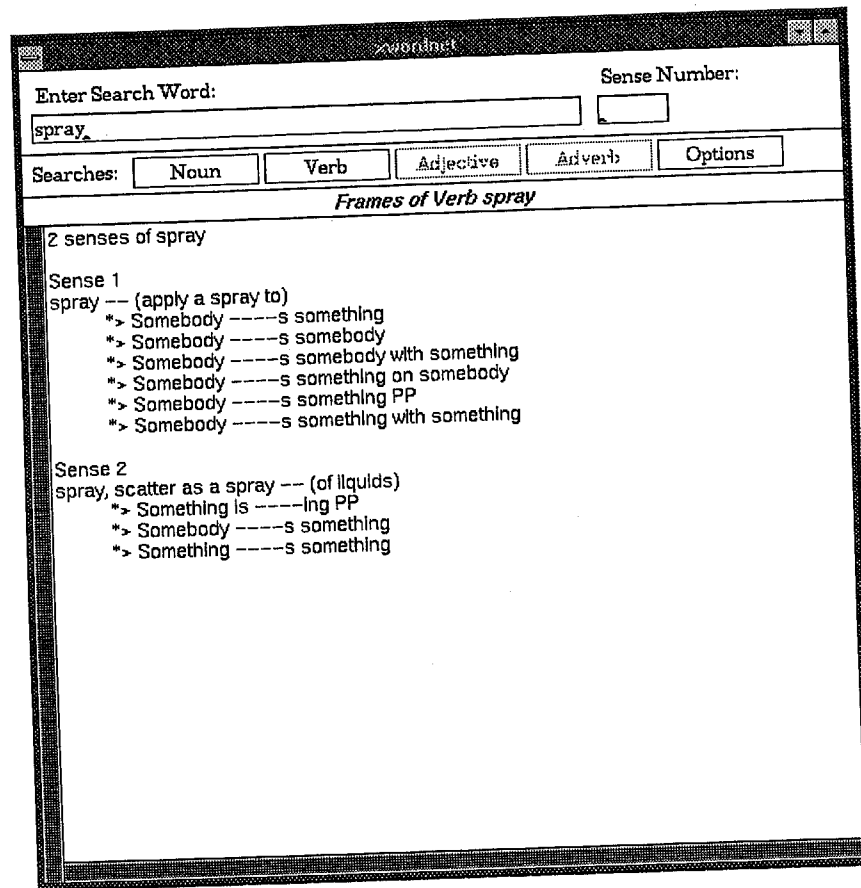 xwordnet
Enter Search Word:
Sense Number:
spray
Searches: Noun Verb Adjective Adverb Options
Frames of Verb spray
2 senses of spray
Sense 1
spray -- (apply a spray to)
*> Somebody ----s something
*> Somebody ----s somebody
*> Somebody ----s somebody with something
*> Somebody ----s something on somebody
*> Somebody ----s something PP
*> Somebody ----s something with something
Sense 2
spray, scatter as a spray -- (of liquids)
*> Something is ----ing PP
*> Somebody ----s something
*> Something ----s something